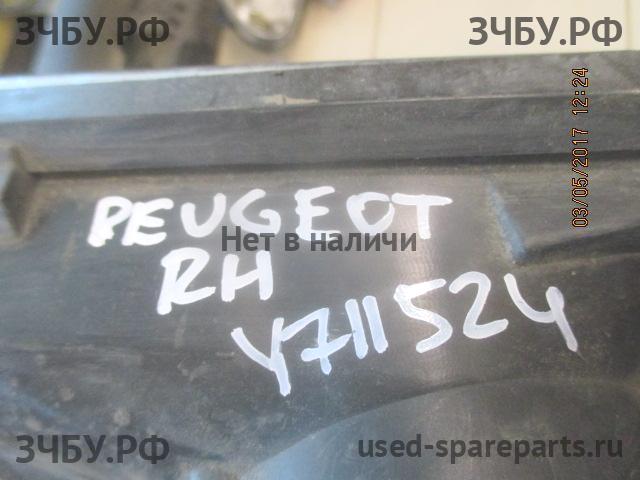 ЗЧБУ.РФ
ЗЧБУ.РФ
03/05/2017 12:24
PEUGEOT
Нет в наличи
RH
Y711524
ЗЧБУ.РФ
used-spareparts.ru